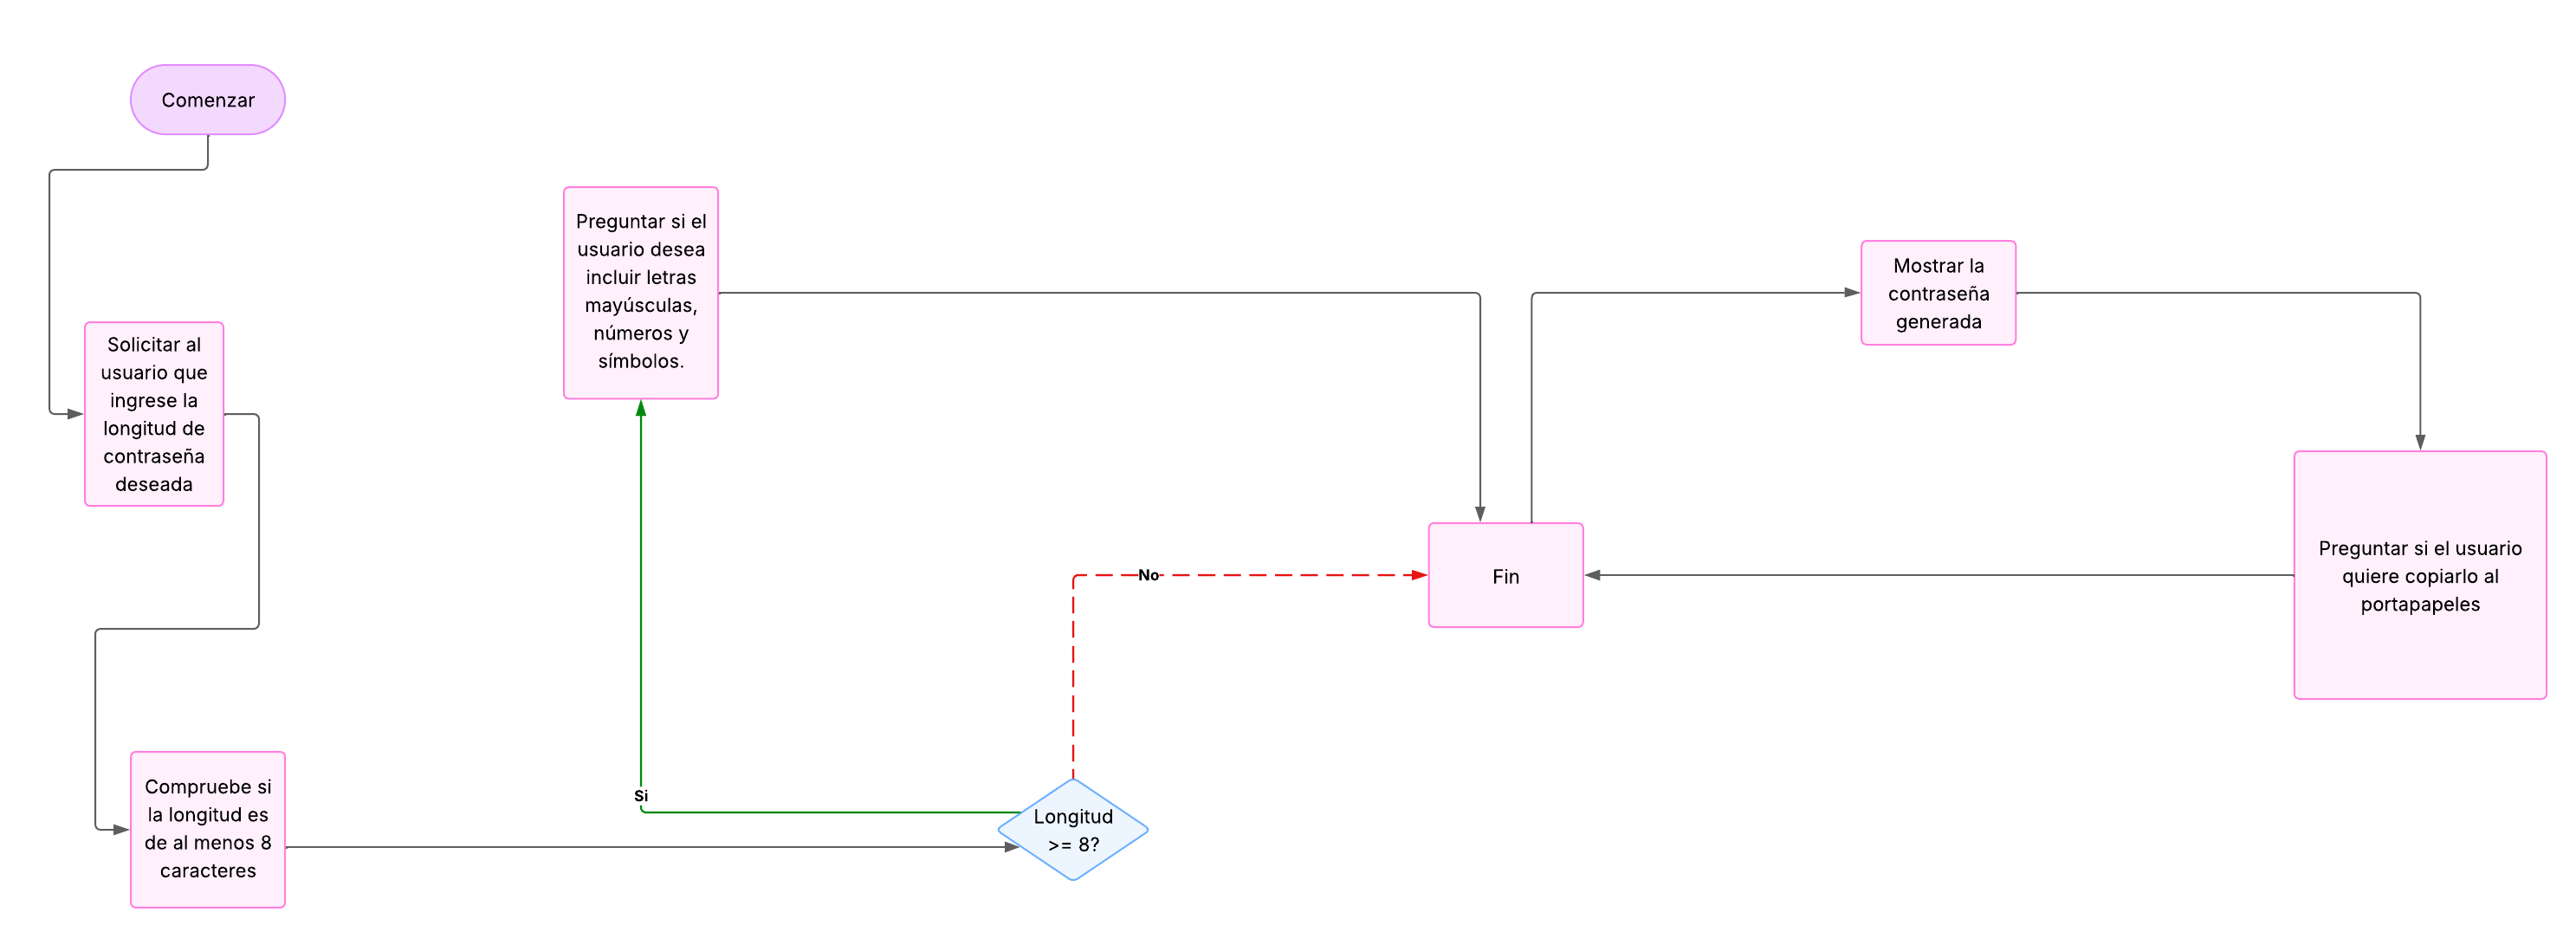 Comenzar
Solicitar al
usuario que
ingrese la
longitud de
contraseña
deseada
Compruebe si
la longitud es
de al menos 8
caracteres
Longitud
>= 8?
Si
No
Preguntar si el
usuario desea
incluir letras
mayúsculas,
números y
símbolos.
Fin
Mostrar la
contraseña
generada
Preguntar si el usuario
quiere copiarlo al
portapapeles